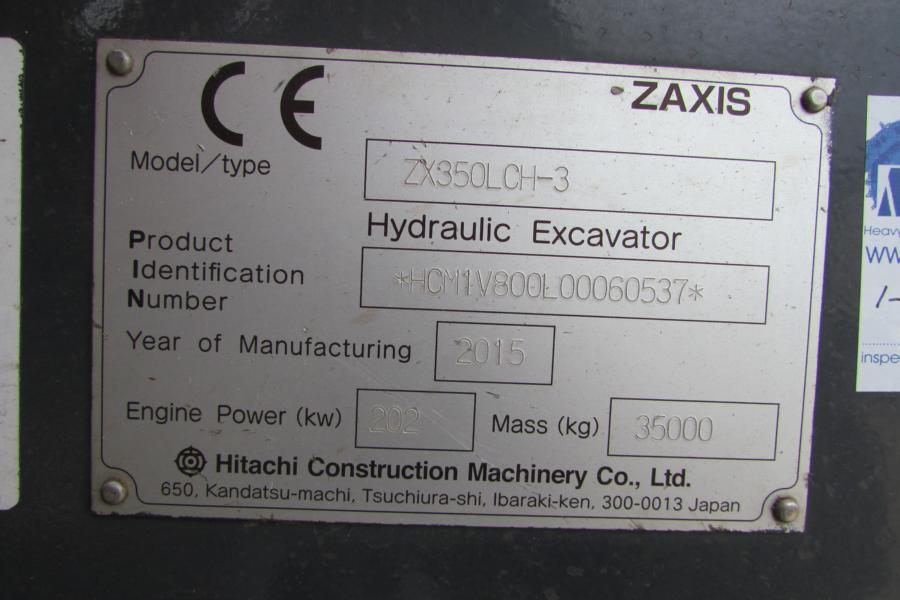 CE
ZAXIS
Model/type ZX350LCH-3
Hydraulic Excavator
Product
Identification *HCM1V800L00060537*
Number
Year of Manufacturing 2015
Engine Power (kw) 202 Mass (kg) 35000
Hitachi Construction Machinery Co., Ltd.
650, Kandatsu-machi, Tsuchiura-shi, Ibaraki-ken, 300-0013 Japan
Heavy